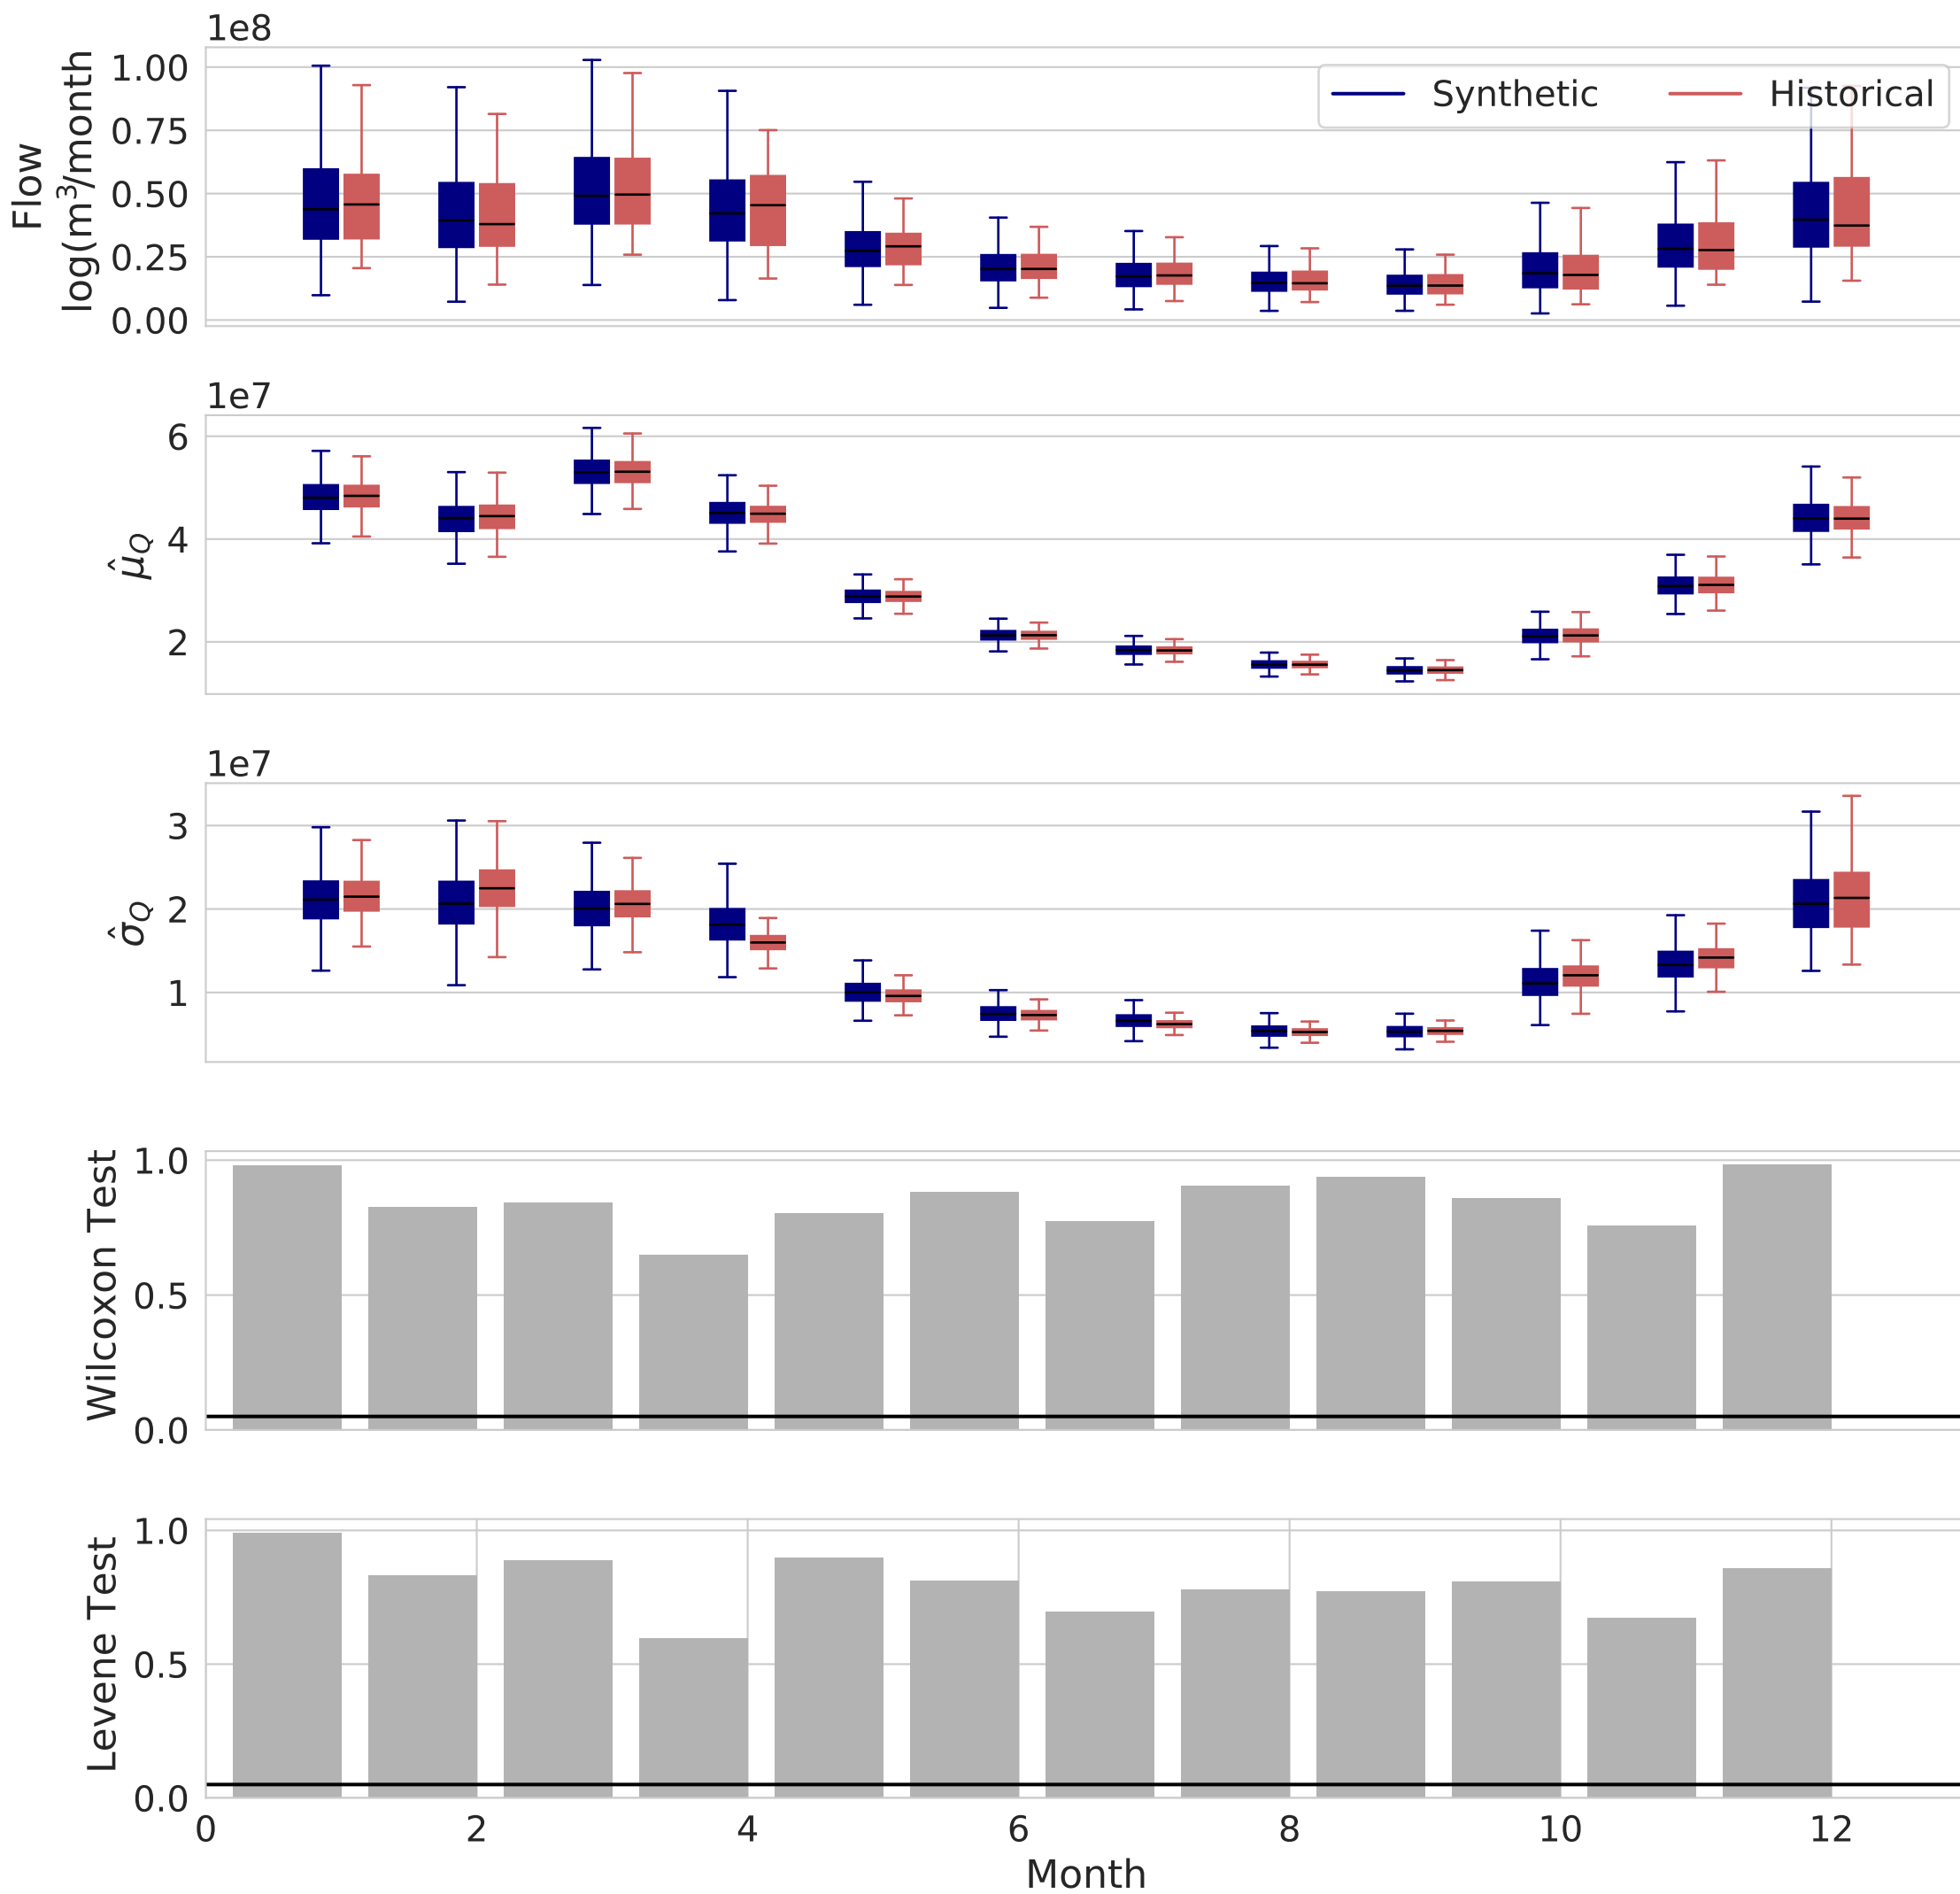 1e8
Flow
log(m³/month
1.00
0.75
0.50
0.25
0.00
Synthetic
Historical
1e7
μ̂_Q
6
4
2
1e7
σ̂_Q
3
2
1
Wilcoxon Test
1.0
0.5
0.0
Levene Test
1.0
0.5
0.0
0 2 4 6 8 10 12
Month